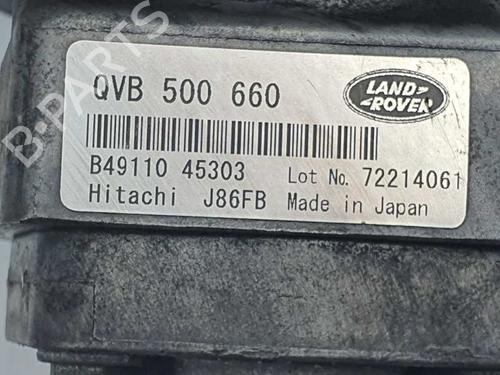 QVB 500 660
LAND-
-ROVER
B49110 45303
Lot No. 72214061
Hitachi J86FB Made in Japan
B-PARTS